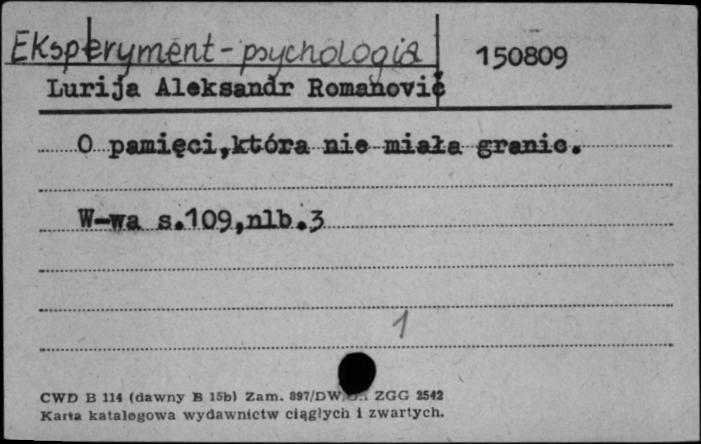 Eksperyment - psychologia 150809
Lurija Aleksandr Romanovič
O pamięci,która nie miała granic.
W-wa s.109,nlb.3
1
CWD B 114 (dawny B 15b) Zam. 897/DW ZGG 2542
Karta katalogowa wydawnictw ciągłych i zwartych.